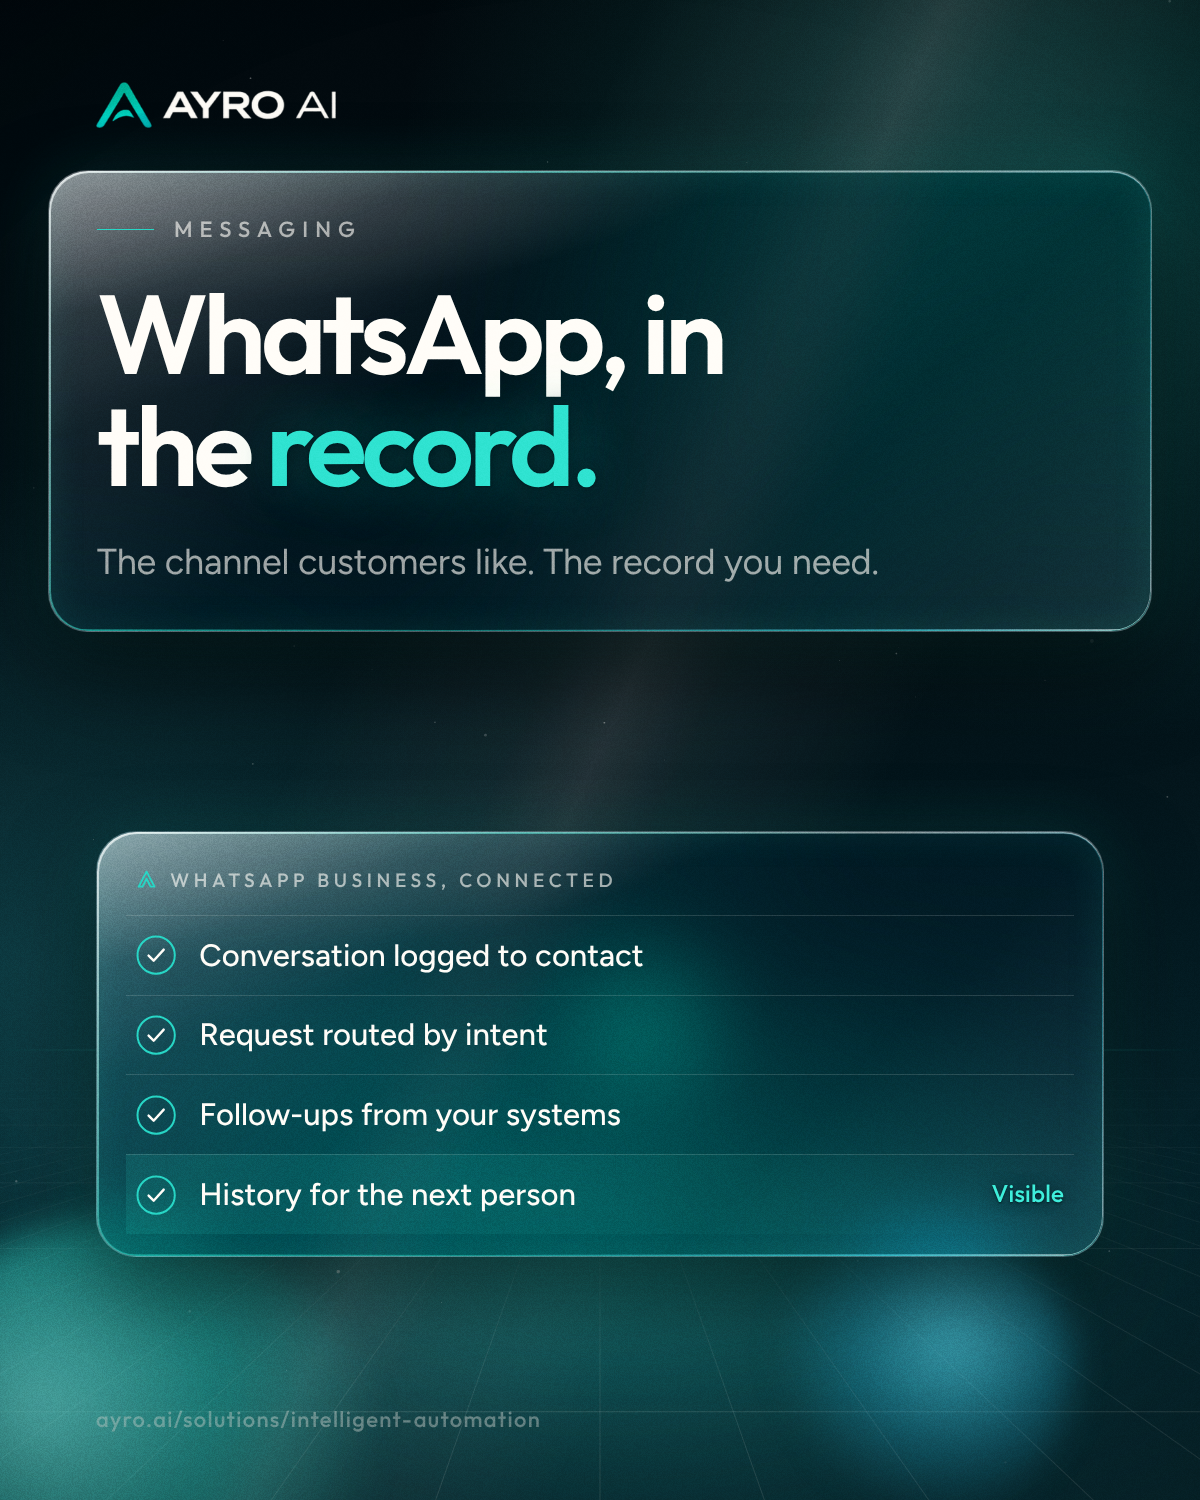 AYRO AI
MESSAGING
WhatsApp, in
the record.
The channel customers like. The record you need.
WHATSAPP BUSINESS, CONNECTED
Conversation logged to contact
Request routed by intent
Follow-ups from your systems
History for the next person
Visible
ayro.ai/solutions/intelligent-automation